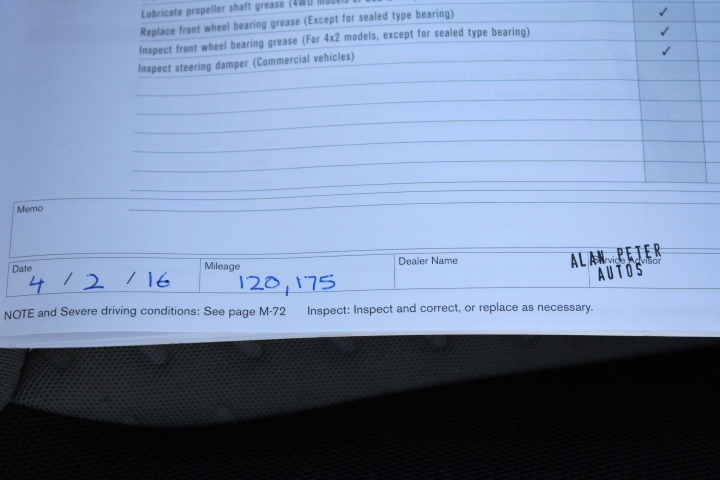 Lubricate propeller shaft grease (4WD models
Replace front wheel bearing grease (Except for sealed type bearing) ✓
Inspect front wheel bearing grease (For 4x2 models, except for sealed type bearing) ✓
Inspect steering damper (Commercial vehicles) ✓
Memo
Date
4 / 2 / 16
Mileage
120,175
Dealer Name
Service Advisor
ALAN PETER
AUTOS
NOTE and Severe driving conditions: See page M-72 Inspect: Inspect and correct, or replace as necessary.